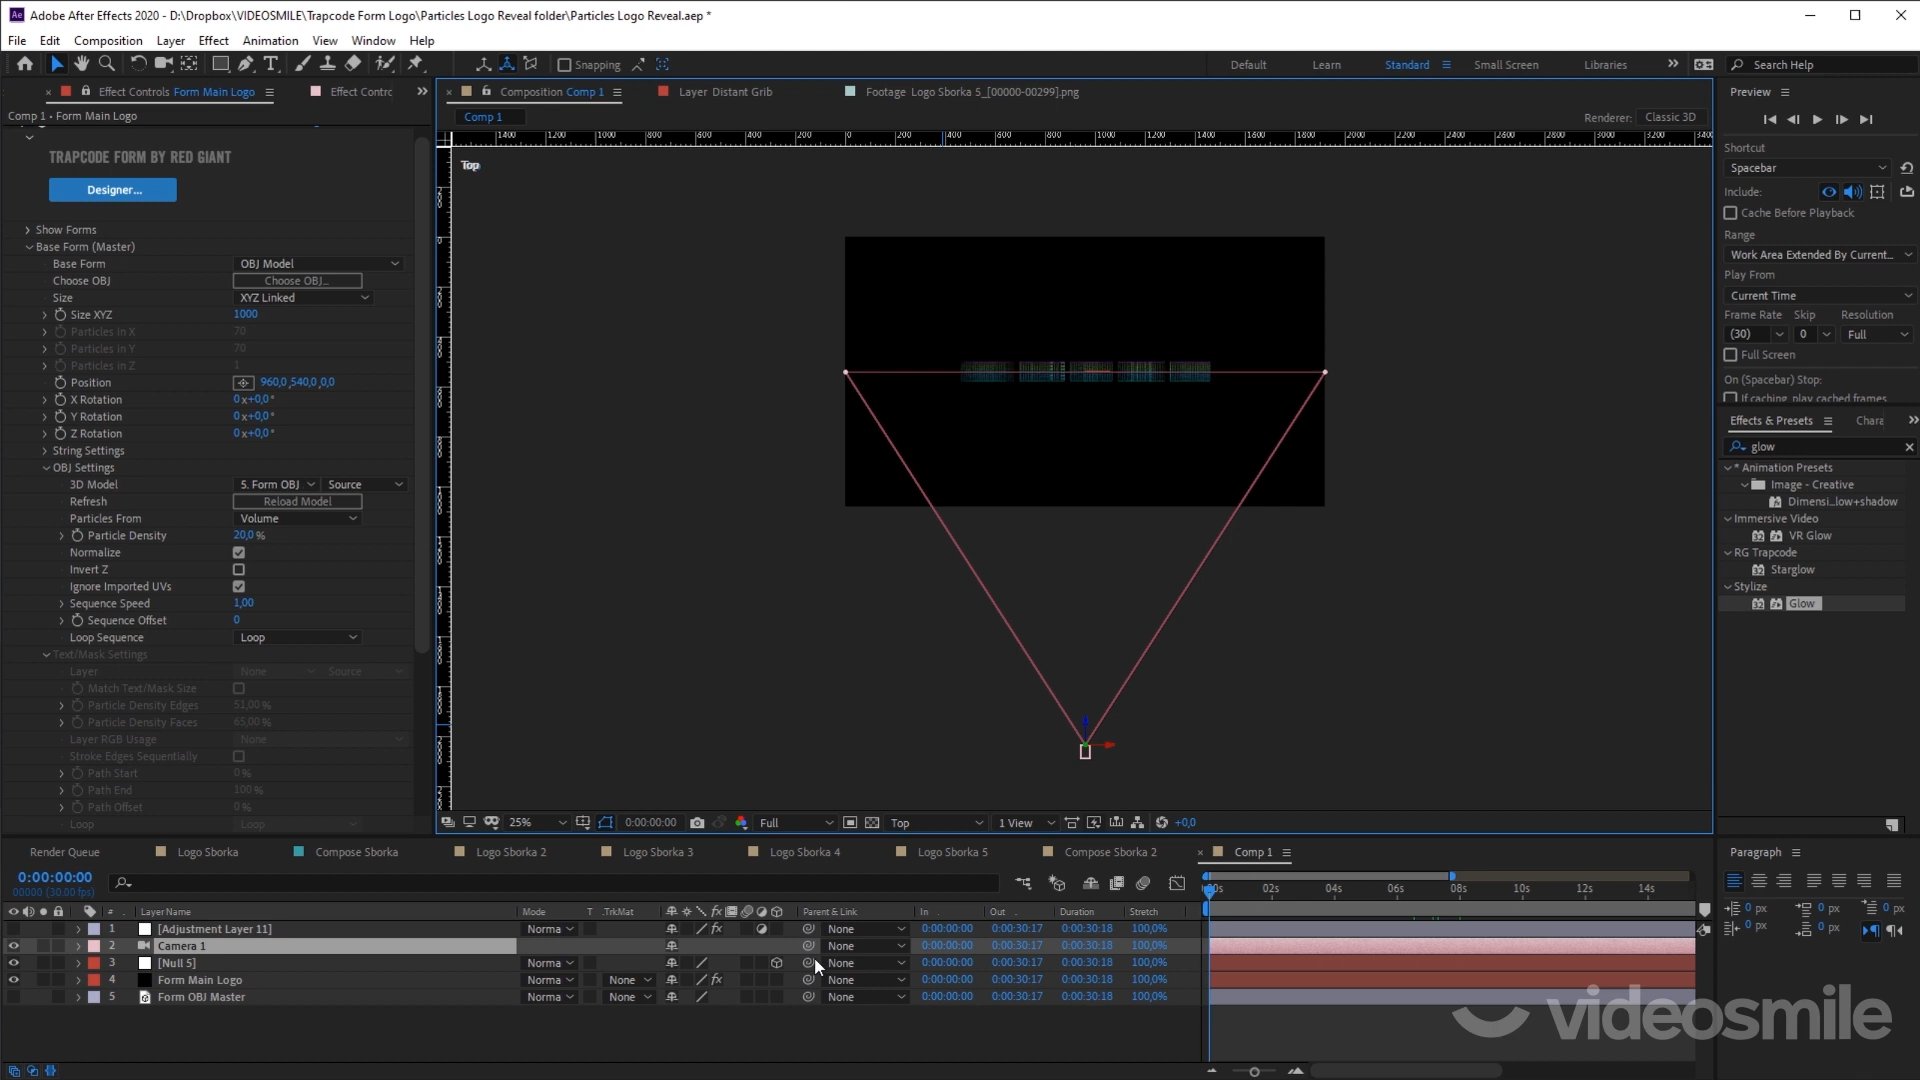 Adobe After Effects 2020 - D:\Dropbox\VIDEOSMILE\Trapcode Form Logo\Particles Logo Reveal folder\Particles Logo Reveal.aep *
File Edit Composition Layer Effect Animation View Window Help
Snapping Default Learn Standard Small Screen Libraries Search Help
Effect Controls Form Main Logo Effect Contrc Composition Comp 1 Layer Distant Grib Footage Logo Sborka 5_[00000-00299].png Preview
Comp 1 • Form Main Logo
Comp 1 Renderer: Classic 3D
TRAPCODE FORM BY RED GIANT
Designer...
Top
Show Forms
Base Form (Master)
Base Form OBJ Model
Choose OBJ Choose OBJ...
Size XYZ Linked
Size XYZ 1000
Particles in X 70
Particles in Y 70
Particles in Z 1
Position 960,0,540,0,0,0
X Rotation 0x+0,0°
Y Rotation 0x+0,0°
Z Rotation 0x+0,0°
String Settings
OBJ Settings
3D Model 5. Form OBJ Source
Refresh Reload Model
Particles From Volume
Particle Density 20,0 %
Normalize
Invert Z
Ignore Imported UVs
Sequence Speed 1,00
Sequence Offset 0
Loop Sequence Loop
Text/Mask Settings
Layer None Source
Match Text/Mask Size
Particle Density Edges 51,00 %
Particle Density Faces 65,00 %
Layer RGB Usage None
Stroke Edges Sequentially
Path Start 0 %
Path End 100 %
Path Offset 0 %
Loop Loop
25% 0:00:00:00 Full Top 1 View +0,0
Shortcut
Spacebar
Include:
Cache Before Playback
Range
Work Area Extended By Current...
Play From
Current Time
Frame Rate Skip Resolution
(30) 0 Full
Full Screen
On (Spacebar) Stop:
If caching, play cached frames
Effects & Presets Chara
glow
* Animation Presets
Image - Creative
Dimensi...low+shadow
Immersive Video
VR Glow
RG Trapcode
Starglow
Stylize
Glow
Render Queue Logo Sborka Compose Sborka Logo Sborka 2 Logo Sborka 3 Logo Sborka 4 Logo Sborka 5 Compose Sborka 2 Comp 1
0:00:00:00
00000 (30.00 fps)
02s 04s 06s 08s 10s 12s 14s
# Layer Name Mode T .TrkMat Parent & Link In Out Duration Stretch
1 [Adjustment Layer 11] Norma None 0:00:00:00 0:00:30:17 0:00:30:18 100,0%
2 Camera 1 None 0:00:00:00 0:00:30:17 0:00:30:18 100,0%
3 [Null 5] Norma None 0:00:00:00 0:00:30:17 0:00:30:18 100,0%
4 Form Main Logo Norma None None 0:00:00:00 0:00:30:17 0:00:30:18 100,0%
5 Form OBJ Master Norma None None 0:00:00:00 0:00:30:17 0:00:30:18 100,0%
Paragraph
0 px 0 px 0 px
0 px 0 px
videosmile